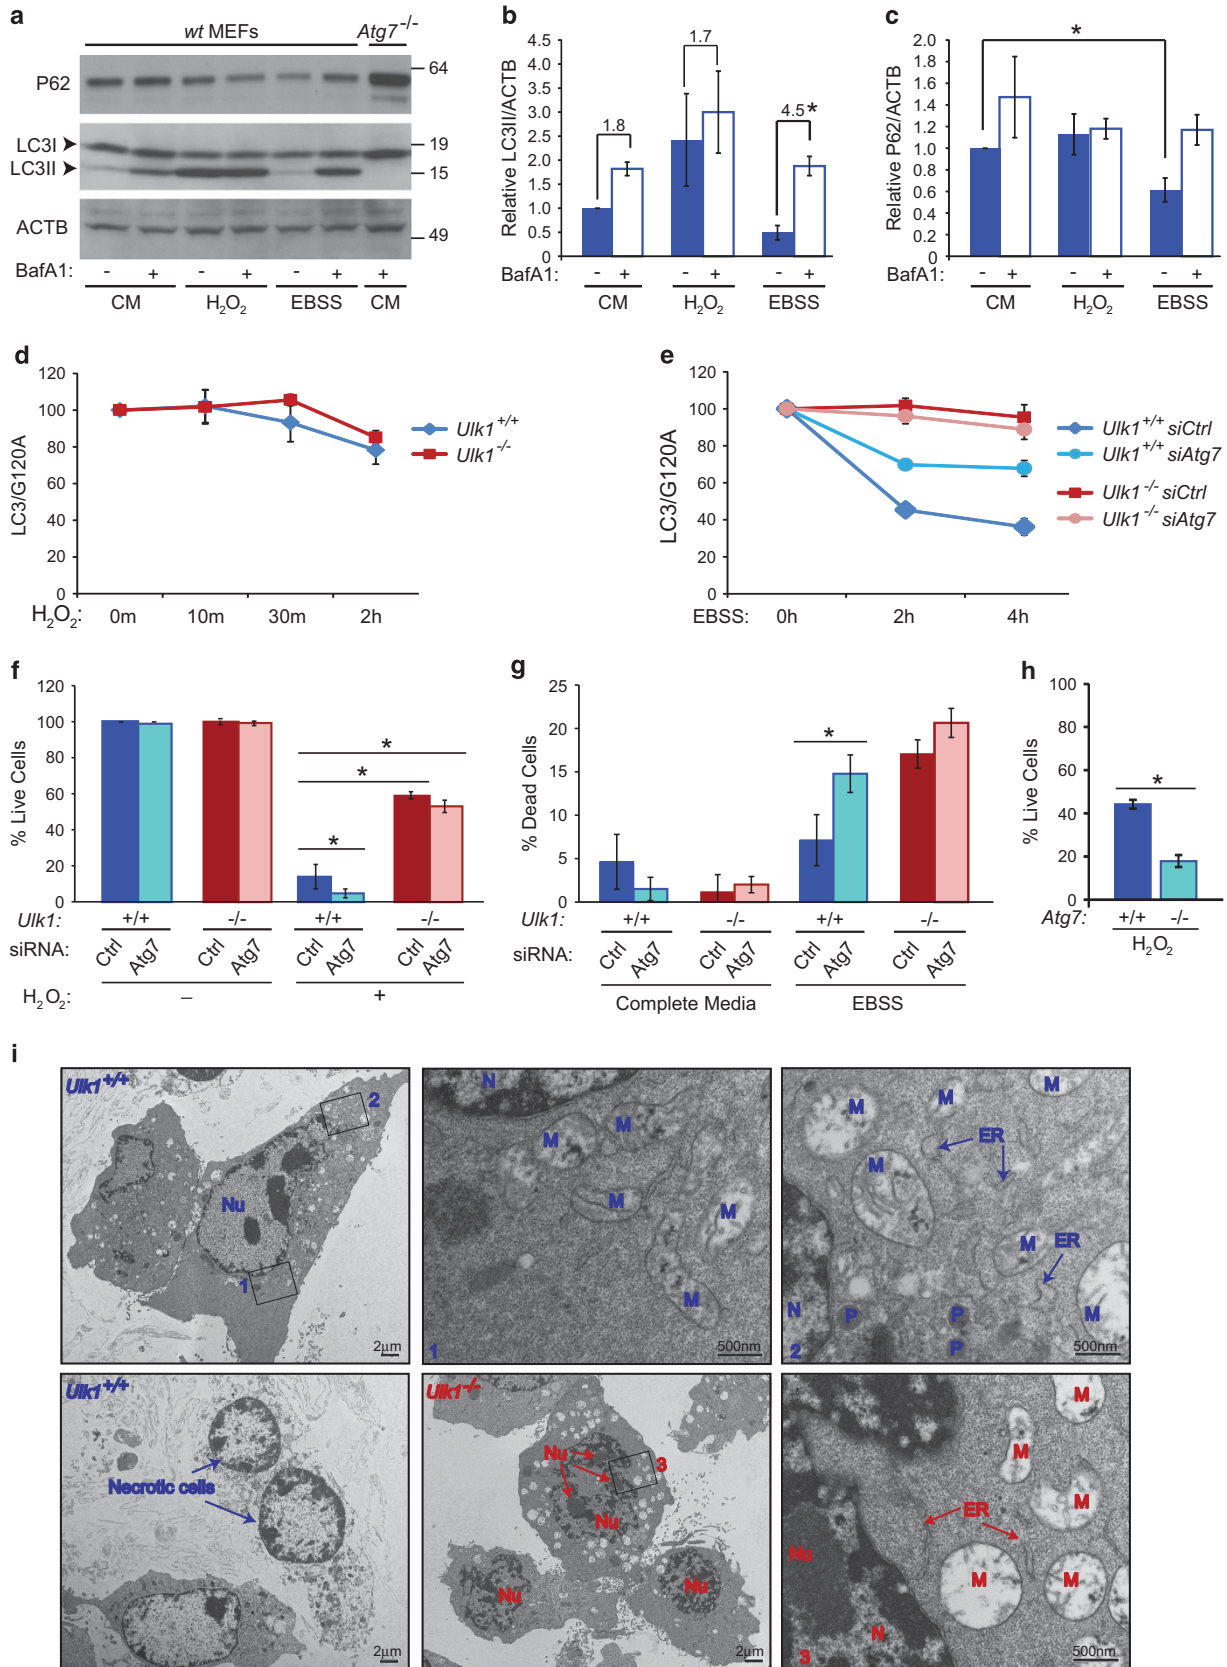 a
wt MEFs
Atg7-/-
P62
64
LC3I
19
LC3II
15
ACTB
49
BafA1: - + - + - + +
CM H2O2 EBSS CM
b
Relative LC3II/ACTB
4.5
4.0
3.5
3.0
2.5
2.0
1.5
1.0
0.5
0
1.8
1.7
4.5 *
BafA1: - + - + - +
CM H2O2 EBSS
c
Relative P62/ACTB
2.0
1.8
1.6
1.4
1.2
1.0
0.8
0.6
0.4
0.2
0
*
BafA1: - + - + - +
CM H2O2 EBSS
d
LC3/G120A
120
100
80
60
40
20
0
H2O2: 0m 10m 30m 2h
Ulk1+/+
Ulk1-/-
e
LC3/G120A
120
100
80
60
40
20
0
EBSS: 0h 2h 4h
Ulk1+/+ siCtrl
Ulk1+/+ siAtg7
Ulk1-/- siCtrl
Ulk1-/- siAtg7
f
% Live Cells
120
100
80
60
40
20
0
*
*
*
Ulk1: +/+ -/- +/+ -/-
siRNA: Ctrl Atg7 Ctrl Atg7 Ctrl Atg7 Ctrl Atg7
H2O2: – +
g
% Dead Cells
25
20
15
10
5
0
*
Ulk1: +/+ -/- +/+ -/-
siRNA: Ctrl Atg7 Ctrl Atg7 Ctrl Atg7 Ctrl Atg7
Complete Media EBSS
h
% Live Cells
100
80
60
40
20
0
*
Atg7: +/+ -/-
H2O2
i
Ulk1+/+
2
Nu
1
2µm
N
M
M
M
M
M
1
500nm
M
M
M
ER
M
ER
M
N
P
P
P
2
500nm
Ulk1+/+
Necrotic cells
2µm
Ulk1-/-
Nu
3
Nu
Nu
Nu
2µm
M
M
M
ER
Nu
M
M
N
3
500nm